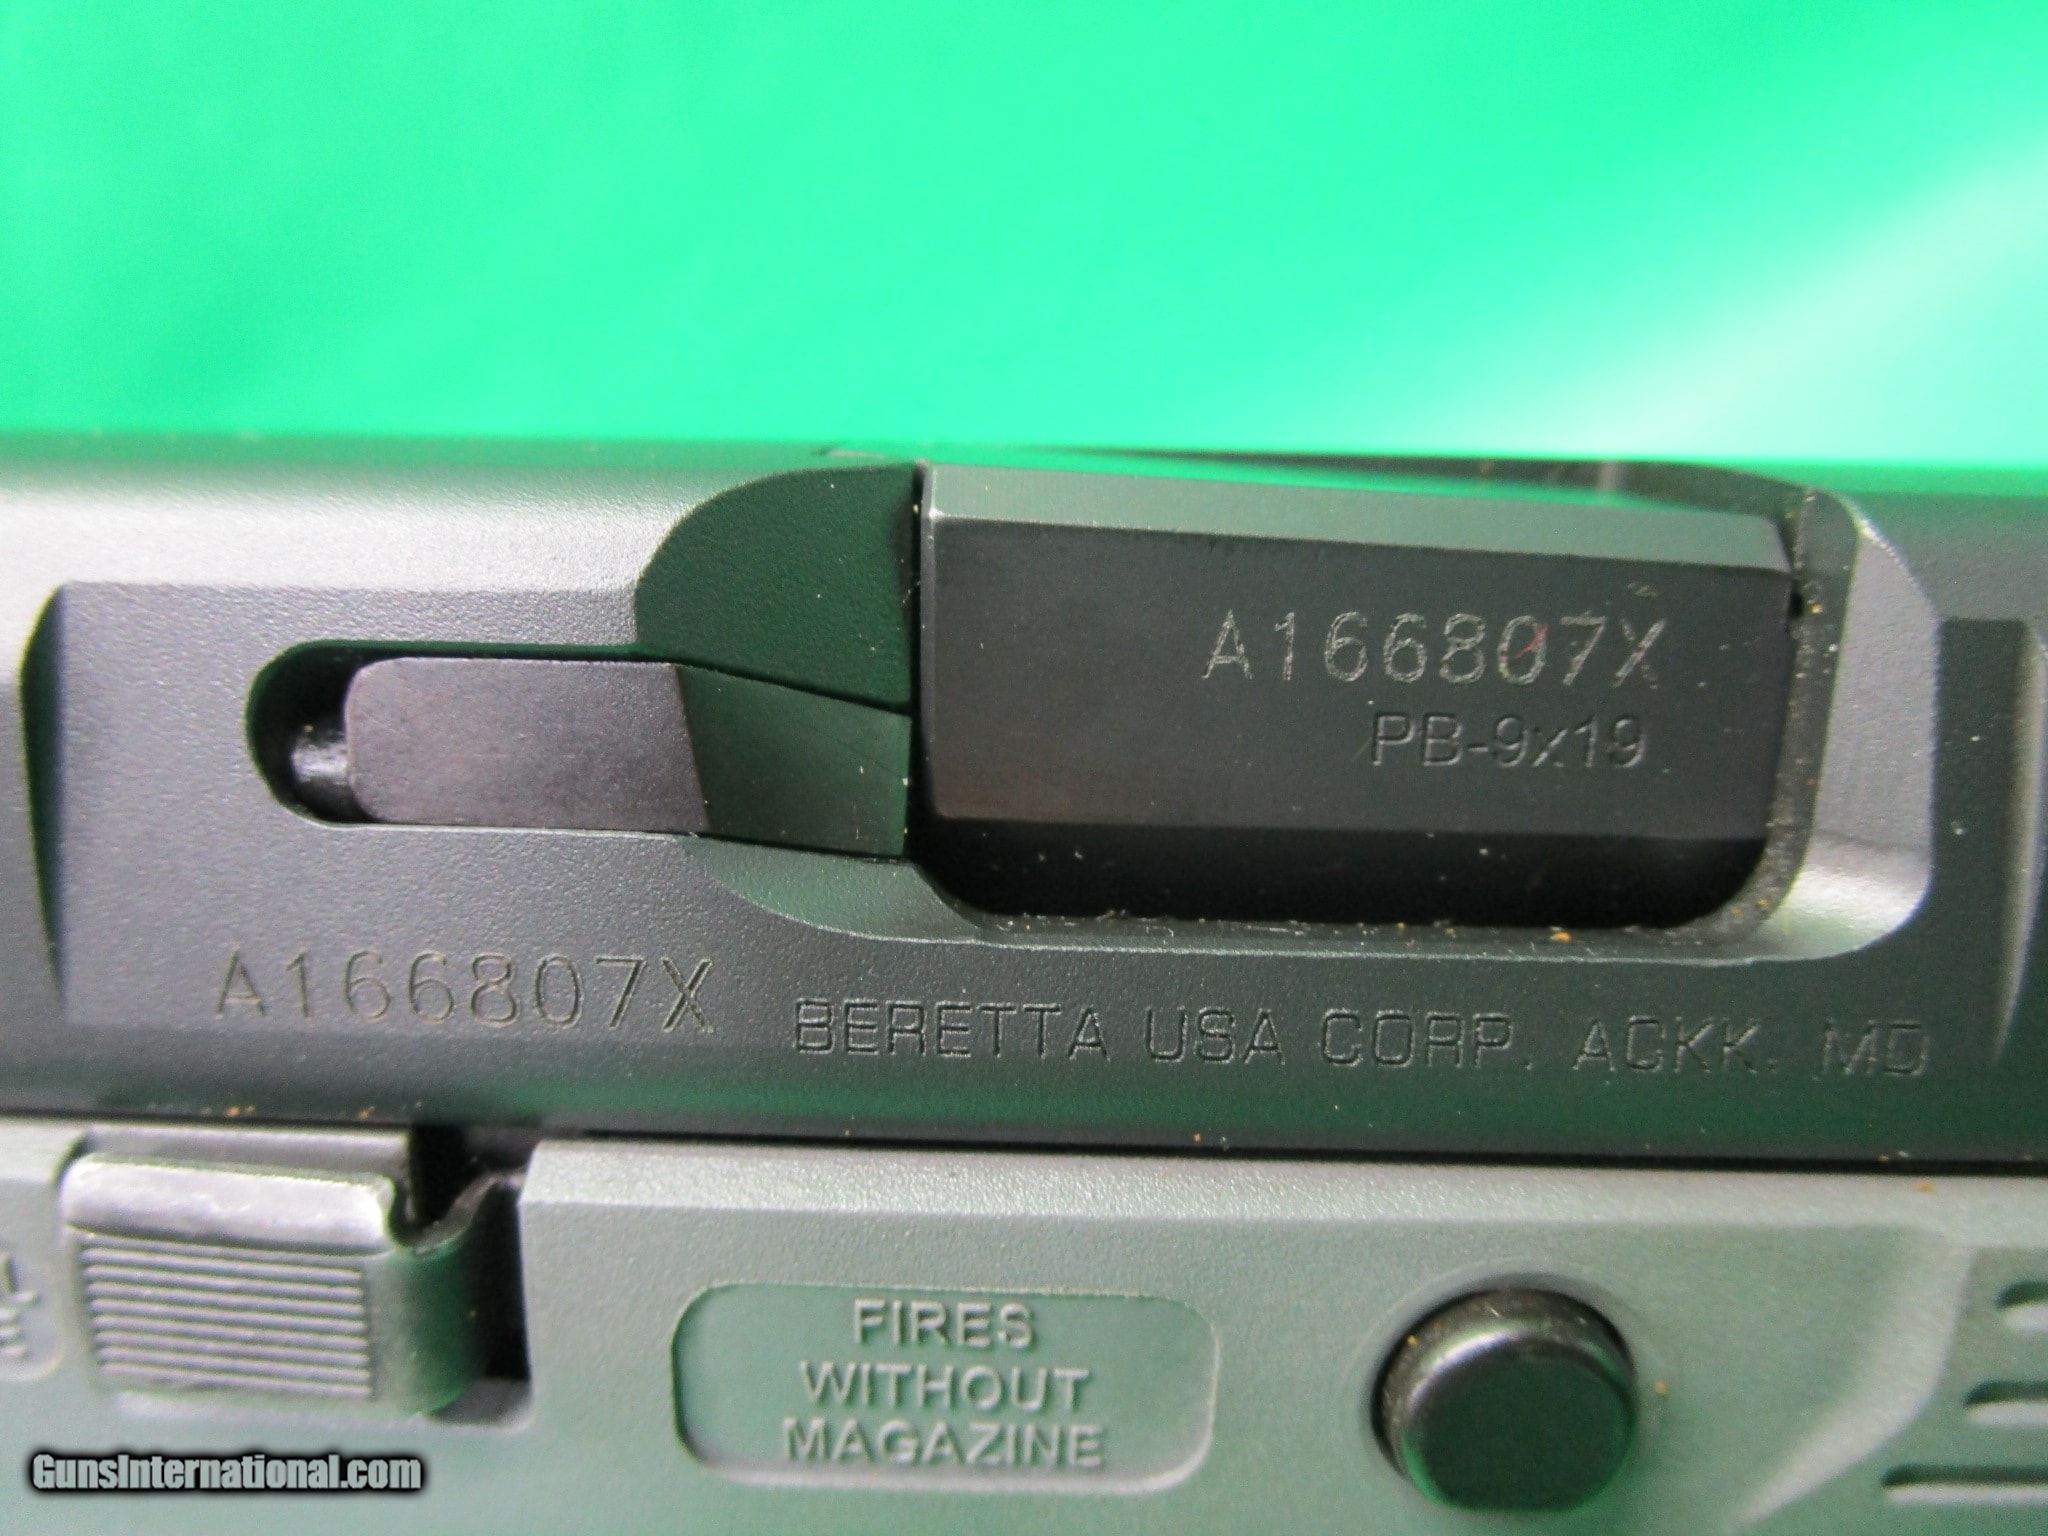 A166807X
PB-9x19
A166807X
BERETTA USA CORP. ACKK. MD
FIRES
WITHOUT
MAGAZINE
GunsInternational.com